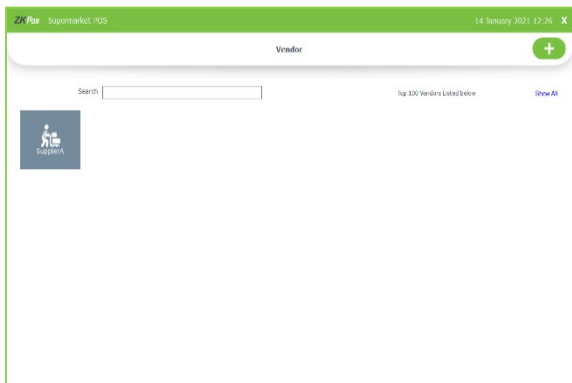 ZKPos Supermarket POS 14 January 2021 12:26 X
Vendor +
Search Top 100 Vendors Listed below Show All
SupplierA